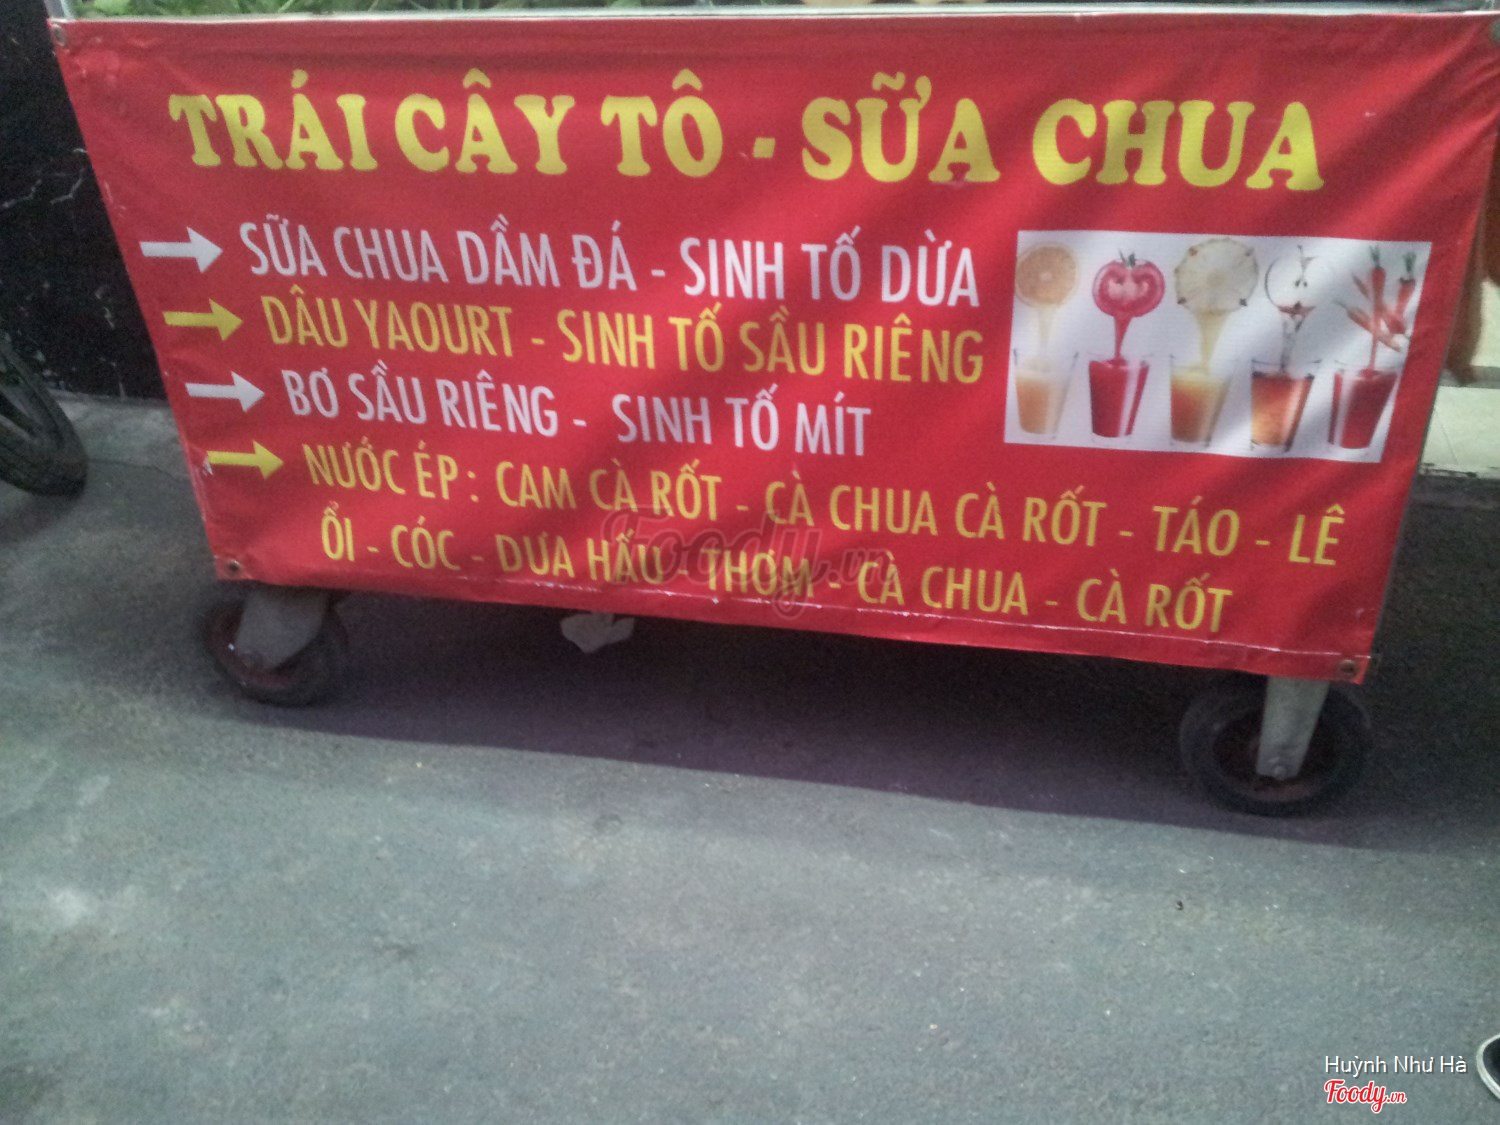 TRÁI CÂY TÔ - SỮA CHUA
SỮA CHUA DẦM ĐÁ - SINH TỐ DỪA
DÂU YAOURT - SINH TỐ SẦU RIÊNG
BƠ SẦU RIÊNG - SINH TỐ MÍT
NƯỚC ÉP: CAM CÀ RỐT - CÀ CHUA CÀ RỐT - TÁO - LÊ
ỔI - CÓC - DƯA HẤU THƠM - CÀ CHUA - CÀ RỐT
Foody.vn
Huỳnh Như Hà
Foody.vn